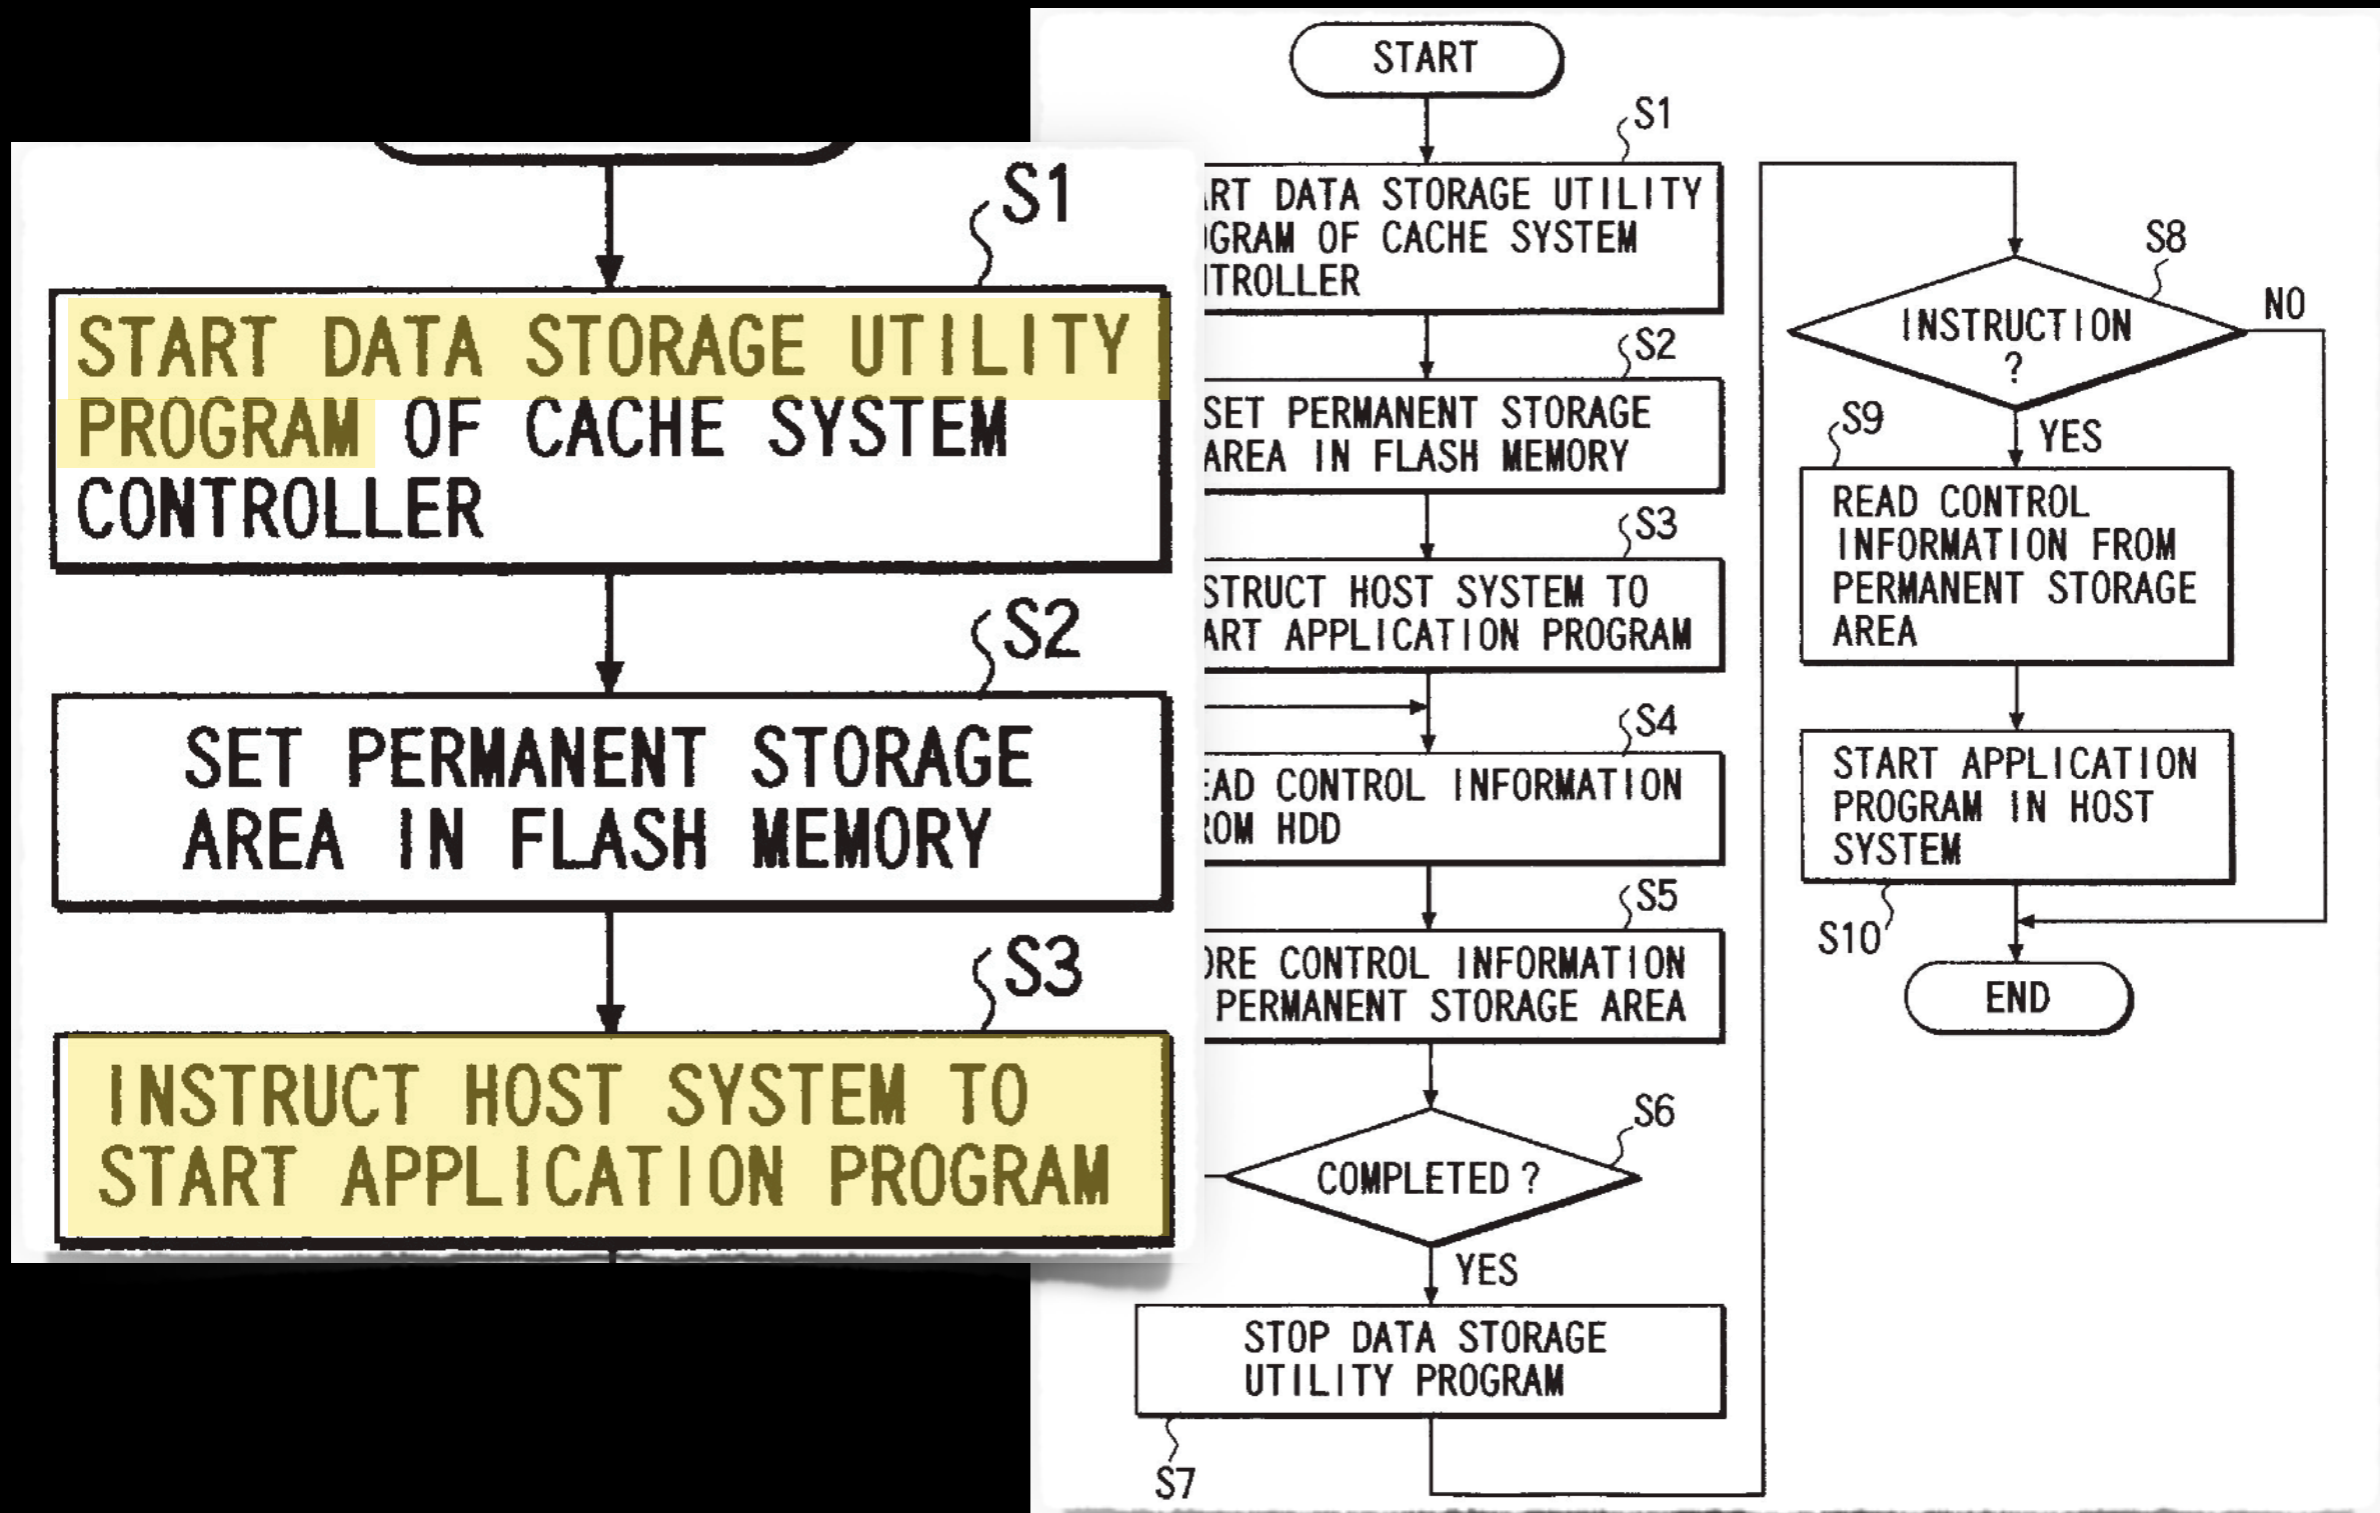 S1
START DATA STORAGE UTILITY
PROGRAM OF CACHE SYSTEM
CONTROLLER
S2
SET PERMANENT STORAGE
AREA IN FLASH MEMORY
S3
INSTRUCT HOST SYSTEM TO
START APPLICATION PROGRAM
START
S1
DATA STORAGE UTILITY
OF CACHE SYSTEM
S2
SET PERMANENT STORAGE
AREA IN FLASH MEMORY
S3
HOST SYSTEM TO
APPLICATION PROGRAM
S4
CONTROL INFORMATION
HDD
S5
CONTROL INFORMATION
PERMANENT STORAGE AREA
S6
COMPLETED ?
YES
STOP DATA STORAGE
UTILITY PROGRAM
S7
S8
INSTRUCTION
?
NO
YES
S9
READ CONTROL
INFORMATION FROM
PERMANENT STORAGE
AREA
START APPLICATION
PROGRAM IN HOST
SYSTEM
S10
END